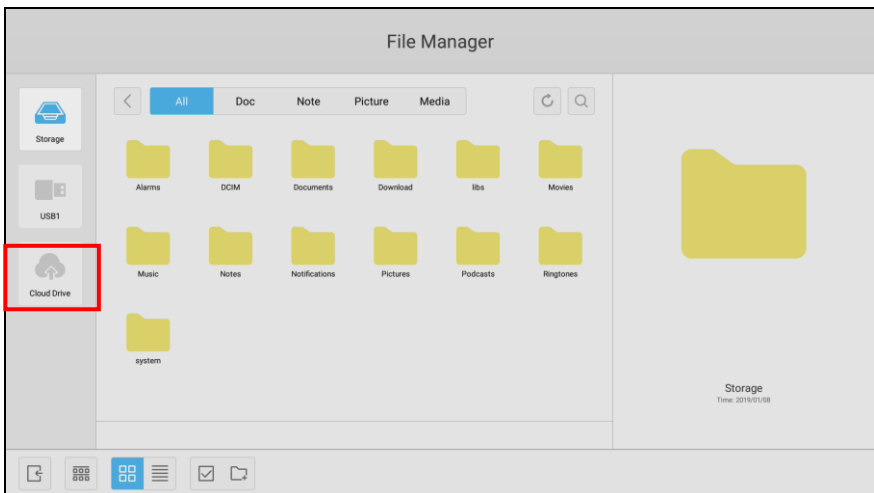 File Manager
All Doc Note Picture Media
Storage
USB1
Cloud Drive
Alarms DCIM Documents Download libs Movies
Music Notes Notifications Pictures Podcasts Ringtones
system
Storage
Time: 2019/01/08